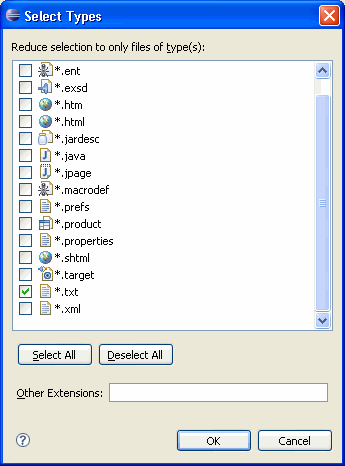 Select Types
Reduce selection to only files of type(s):
*.ent
*.exsd
*.htm
*.html
*.jardesc
*.java
*.jpage
*.macrodef
*.prefs
*.product
*.properties
*.shtml
*.target
*.txt
*.xml
Select All Deselect All
Other Extensions:
OK Cancel